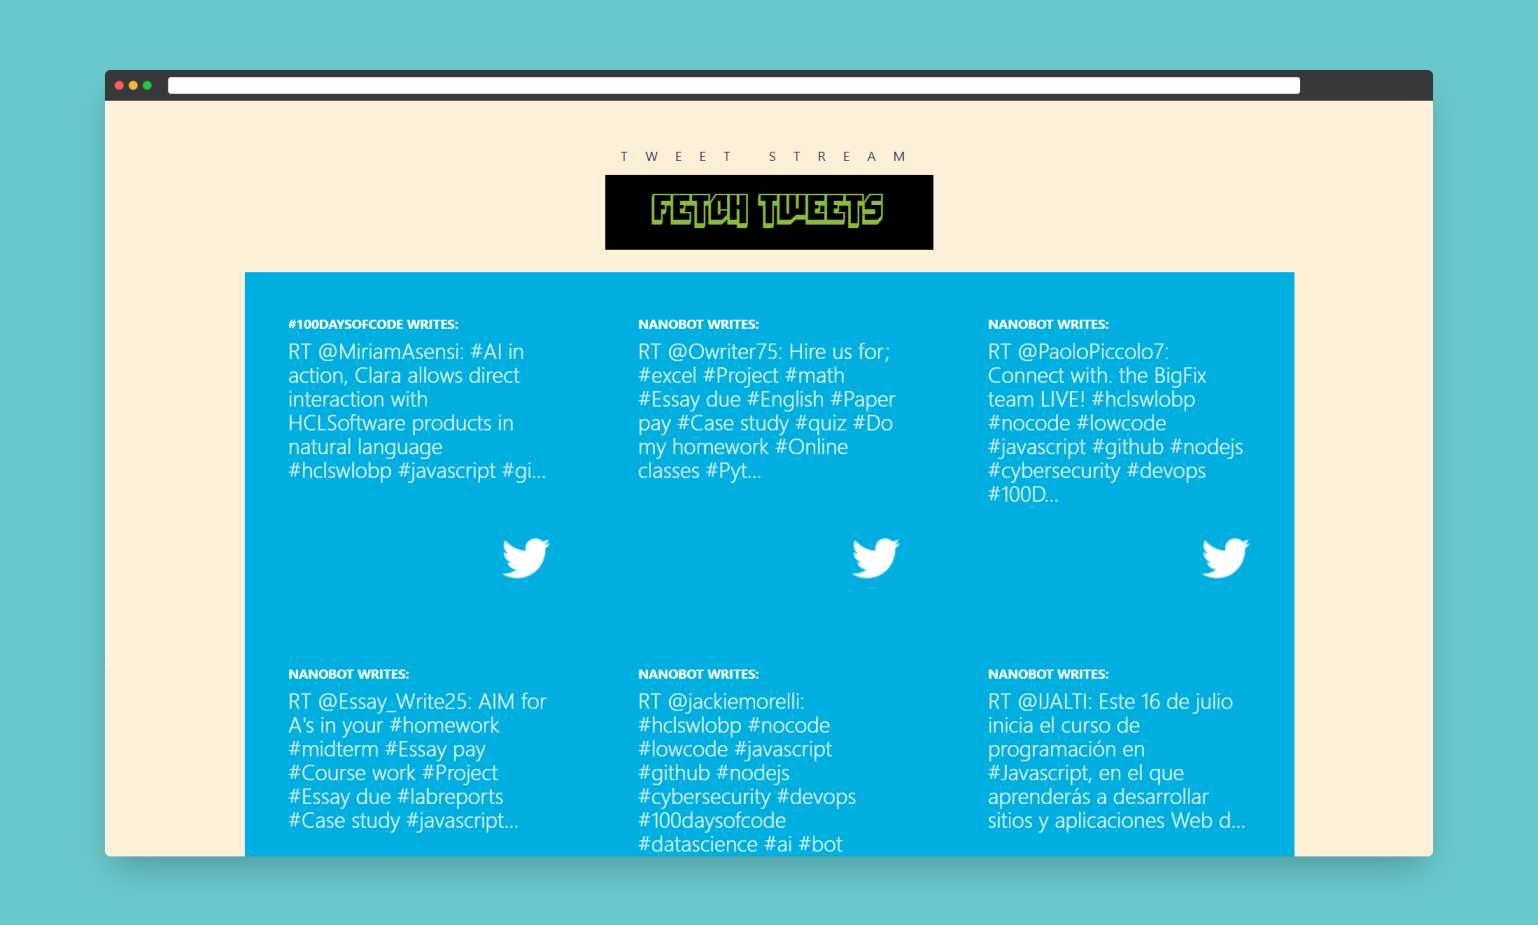 TWEET STREAM
FETCH TWEETS
#100DAYSOFCODE WRITES:
RT @MiriamAsensi: #AI in
action, Clara allows direct
interaction with
HCLSoftware products in
natural language
#hclswlobp #javascript #gi...
NANOBOT WRITES:
RT @Owriter75: Hire us for;
#excel #Project #math
#Essay due #English #Paper
pay #Case study #quiz #Do
my homework #Online
classes #Pyt...
NANOBOT WRITES:
RT @PaoloPiccolo7:
Connect with. the BigFix
team LIVE! #hclswlobp
#nocode #lowcode
#javascript #github #nodejs
#cybersecurity #devops
#100D...
NANOBOT WRITES:
RT @Essay_Write25: AIM for
A's in your #homework
#midterm #Essay pay
#Course work #Project
#Essay due #labreports
#Case study #javascript...
NANOBOT WRITES:
RT @jackiemorelli:
#hclswlobp #nocode
#lowcode #javascript
#github #nodejs
#cybersecurity #devops
#100daysofcode
#datascience #ai #bot
NANOBOT WRITES:
RT @IJALTI: Este 16 de julio
inicia el curso de
programación en
#Javascript, en el que
aprenderás a desarrollar
sitios y aplicaciones Web d...